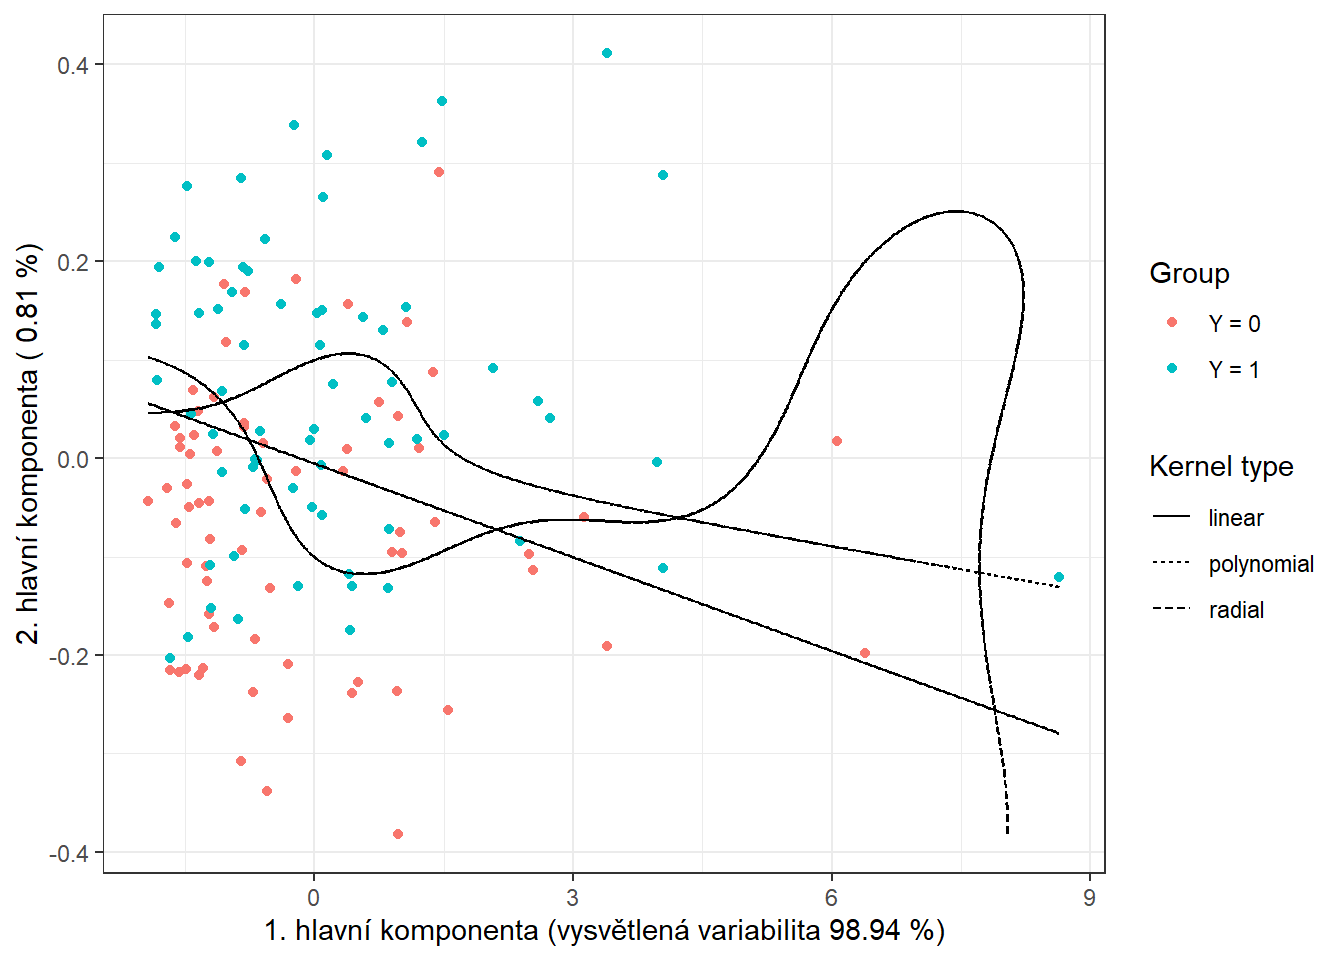 2. hlavní komponenta ( 0.81 %)
0.4
0.2
0.0
-0.2
-0.4
0
3
6
9
1. hlavní komponenta (vysvětlená variabilita 98.94 %)
Group
Y = 0
Y = 1
Kernel type
linear
polynomial
radial